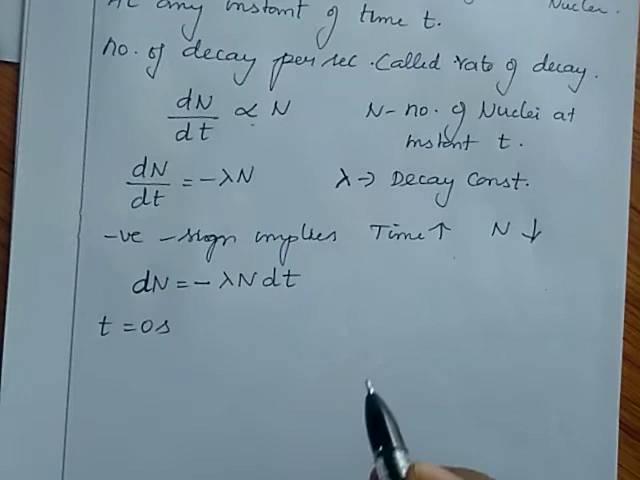 At any instant of time t. Nuclei.
no. of decay per sec. Called rate of decay.
dN/dt ∝ N N - no. of Nuclei at
instant t.
dN/dt = -λN λ → Decay Const.
-ve -sign implies Time↑ N↓
dN = -λN dt
t = 0s